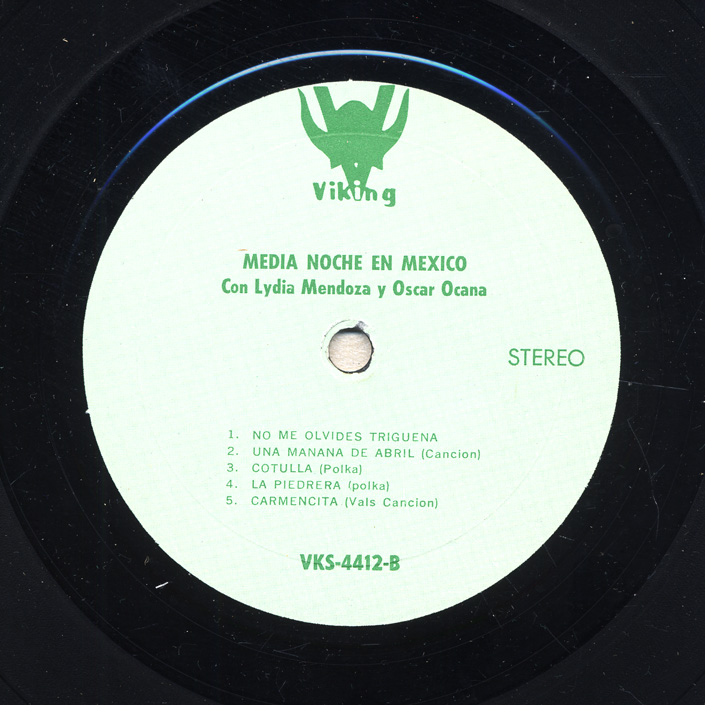 Viking
MEDIA NOCHE EN MEXICO
Con Lydia Mendoza y Oscar Ocana
STEREO
1. NO ME OLVIDES TRIGUENA
2. UNA MANANA DE ABRIL (Cancion)
3. COTULLA (Polka)
4. LA PIEDRERA (polka)
5. CARMENCITA (Vals Cancion)
VKS-4412-B